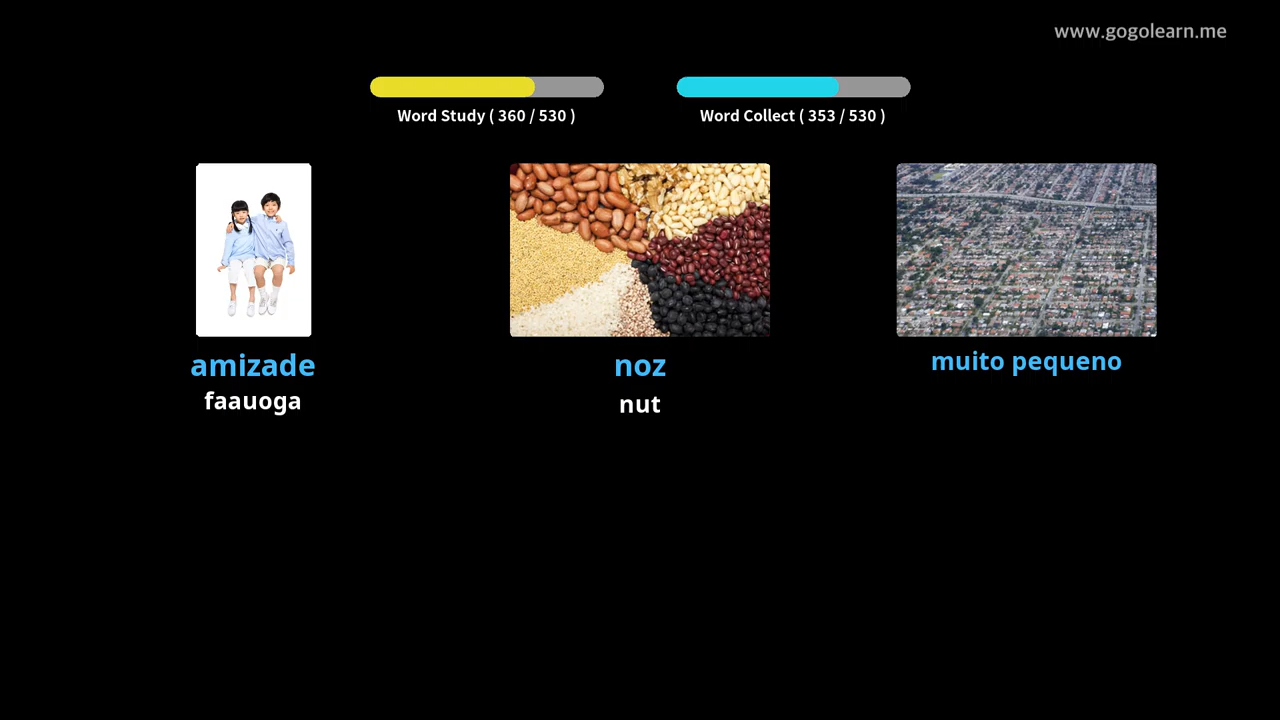 www.gogolearn.me
Word Study ( 360 / 530 )
Word Collect ( 353 / 530 )
amizade
faauoga
noz
nut
muito pequeno